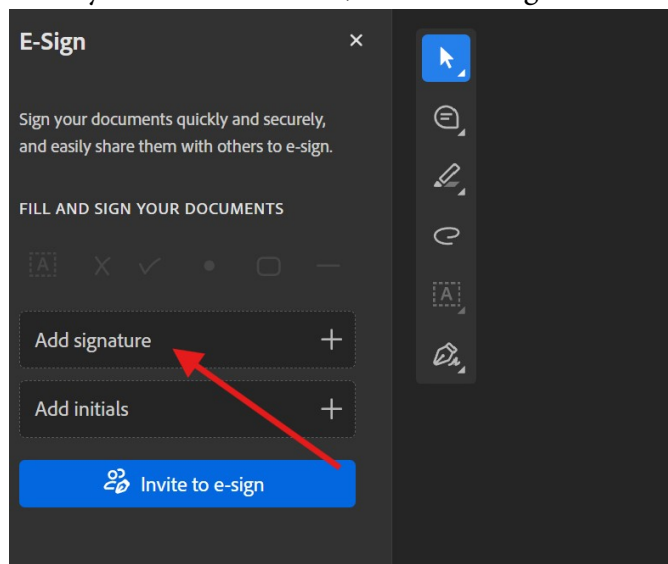 E-Sign
Sign your documents quickly and securely,
and easily share them with others to e-sign.
FILL AND SIGN YOUR DOCUMENTS
Add signature
Add initials
Invite to e-sign